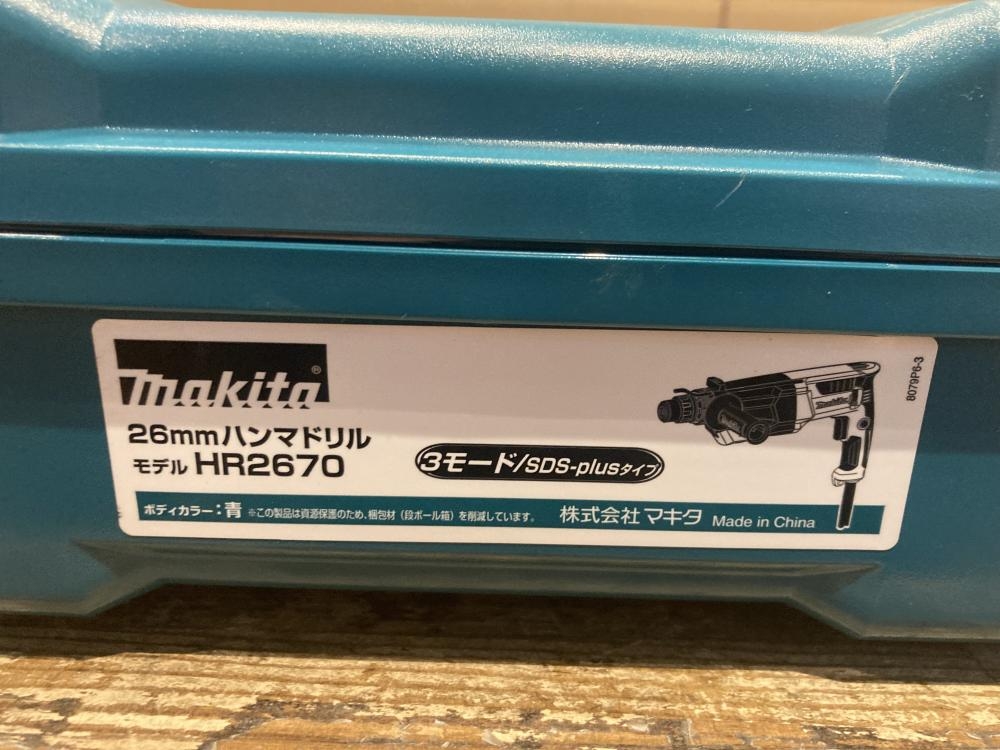 makita®
26mmハンマドリル
モデル HR2670
3モード/SDS-plusタイプ
ボディカラー:青 ※この製品は資源保護のため、梱包材(段ボール箱)を削減しています。 株式会社マキタ Made in China
8079P6-3
makita